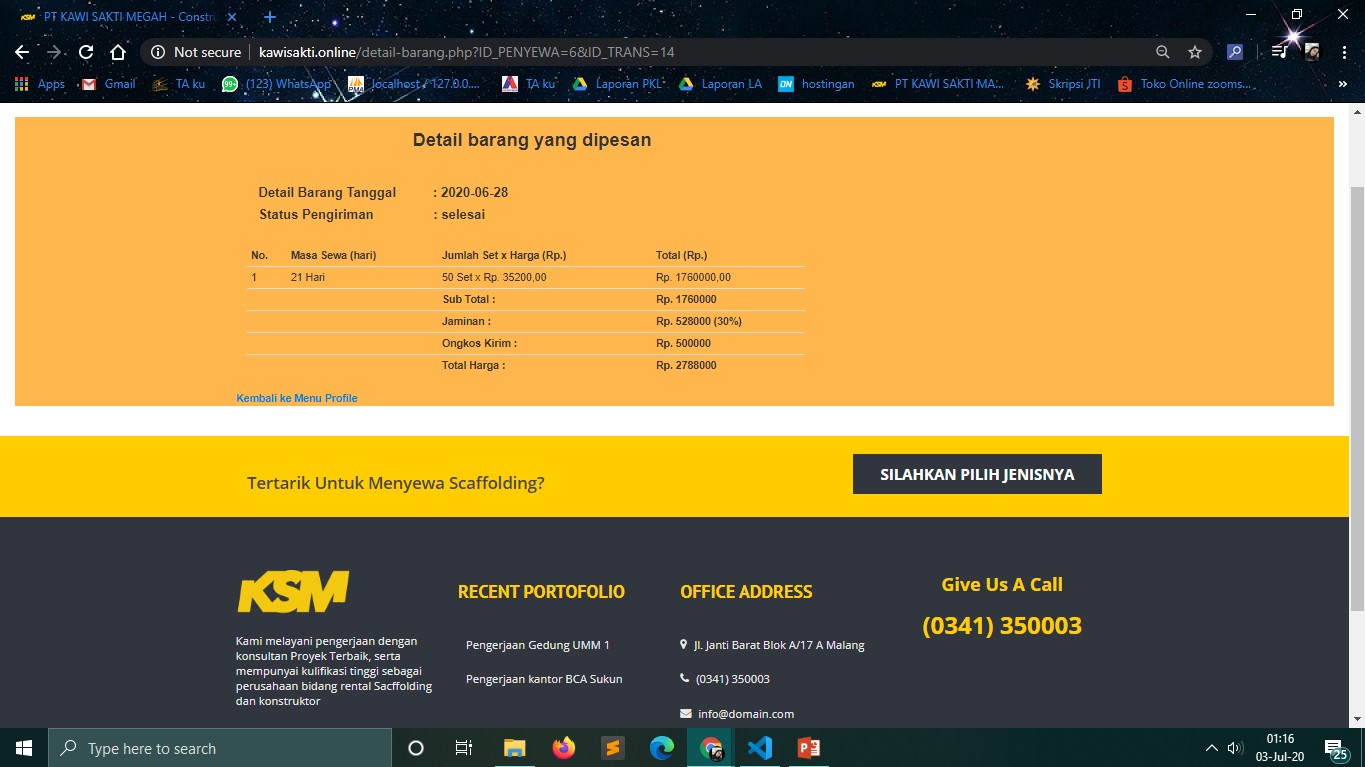 PT KAWI SAKTI MEGAH - Constru
Not secure
kawisakti.online/detail-barang.php?ID_PENYEWA=6&ID_TRANS=14
Apps
Gmail
TA ku
(123) WhatsApp
localhost / 127.0.0....
TA ku
Laporan PKL
Laporan LA
hostingan
PT KAWI SAKTI MA...
Skripsi JTI
Toko Online zooms...
»
Detail barang yang dipesan
Detail Barang Tanggal : 2020-06-28
Status Pengiriman : selesai
No. Masa Sewa (hari) Jumlah Set x Harga (Rp.) Total (Rp.)
1 21 Hari 50 Set x Rp. 35200,00 Rp. 1760000,00
Sub Total : Rp. 1760000
Jaminan : Rp. 528000 (30%)
Ongkos Kirim : Rp. 500000
Total Harga : Rp. 2788000
Kembali ke Menu Profile
Tertarik Untuk Menyewa Scaffolding?
SILAHKAN PILIH JENISNYA
KSM
Kami melayani pengerjaan dengan
konsultan Proyek Terbaik, serta
mempunyai kulifikasi tinggi sebagai
perusahaan bidang rental Sacffolding
dan konstruktor
RECENT PORTOFOLIO
Pengerjaan Gedung UMM 1
Pengerjaan kantor BCA Sukun
OFFICE ADDRESS
Jl. Janti Barat Blok A/17 A Malang
(0341) 350003
info@domain.com
Give Us A Call
(0341) 350003
Type here to search
01:16
03-Jul-20
25